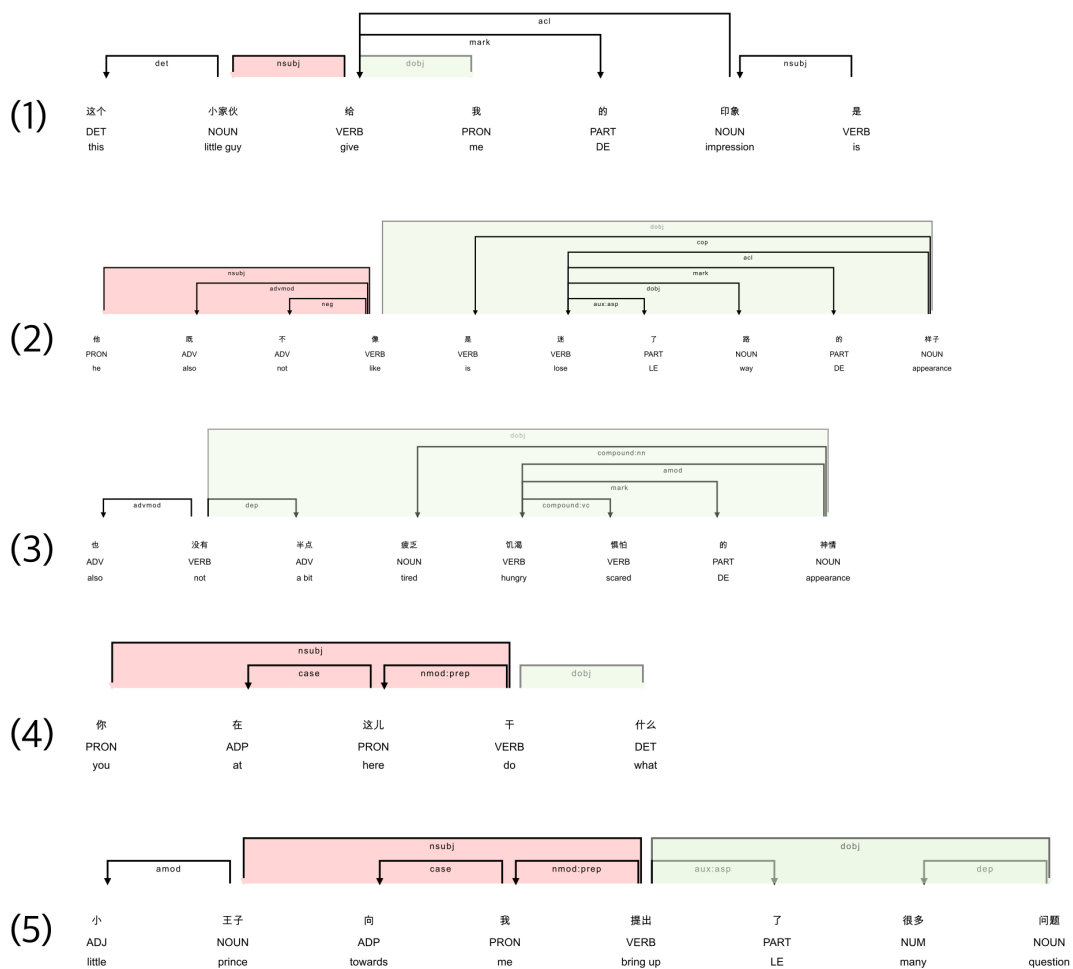 acl
mark
det nsubj dobj nsubj
(1)
这个 小家伙 给 我 的 印象 是
DET NOUN VERB PRON PART NOUN VERB
this little guy give me DE impression is
dobj
cop
acl
nsubj mark
advmod dobj
neg aux:asp
(2)
他 既 不 像 是 迷 了 路 的 样子
PRON ADV ADV VERB VERB VERB PART NOUN PART NOUN
he also not like is lose LE way DE appearance
dobj
compound:nn
amod
mark
advmod dep compound:vc
(3)
也 没有 半点 疲乏 饥渴 惧怕 的 神情
ADV VERB ADV NOUN VERB VERB PART NOUN
also not a bit tired hungry scared DE appearance
nsubj
case nmod:prep dobj
(4)
你 在 这儿 干 什么
PRON ADP PRON VERB DET
you at here do what
nsubj dobj
amod case nmod:prep aux:asp dep
(5)
小 王子 向 我 提出 了 很多 问题
ADJ NOUN ADP PRON VERB PART NUM NOUN
little prince towards me bring up LE many question